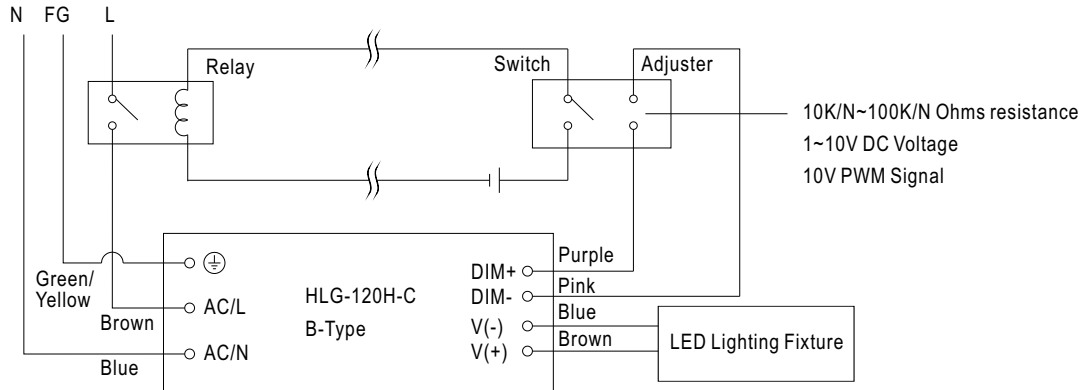 N FG L
Relay
Switch
Adjuster
10K/N~100K/N Ohms resistance
1~10V DC Voltage
10V PWM Signal
Green/
Yellow
Brown
Blue
AC/L
AC/N
HLG-120H-C
B-Type
DIM+
DIM-
V(-)
V(+)
Purple
Pink
Blue
Brown
LED Lighting Fixture